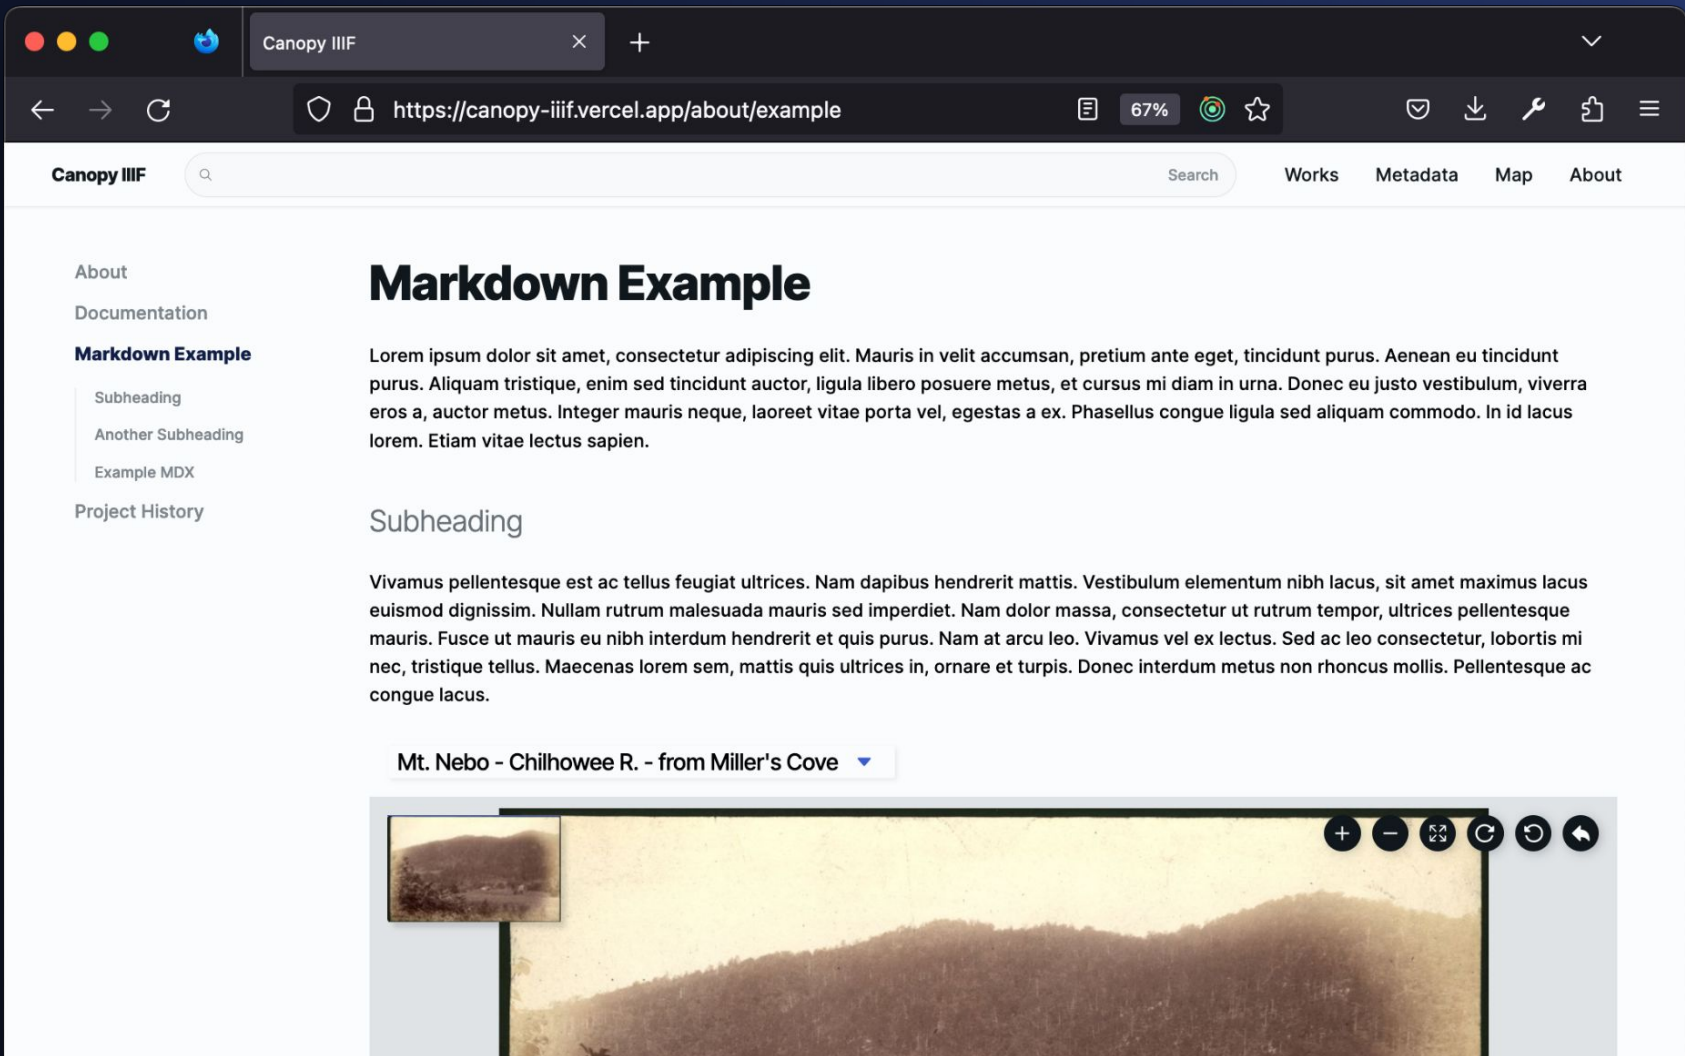 Canopy IIIF
https://canopy-iiif.vercel.app/about/example
67%
Canopy IIIF
Search
Works
Metadata
Map
About
About
Documentation
Markdown Example
Subheading
Another Subheading
Example MDX
Project History
Markdown Example
Lorem ipsum dolor sit amet, consectetur adipiscing elit. Mauris in velit accumsan, pretium ante eget, tincidunt purus. Aenean eu tincidunt
purus. Aliquam tristique, enim sed tincidunt auctor, ligula libero posuere metus, et cursus mi diam in urna. Donec eu justo vestibulum, viverra
eros a, auctor metus. Integer mauris neque, laoreet vitae porta vel, egestas a ex. Phasellus congue ligula sed aliquam commodo. In id lacus
lorem. Etiam vitae lectus sapien.
Subheading
Vivamus pellentesque est ac tellus feugiat ultrices. Nam dapibus hendrerit mattis. Vestibulum elementum nibh lacus, sit amet maximus lacus
euismod dignissim. Nullam rutrum malesuada mauris sed imperdiet. Nam dolor massa, consectetur ut rutrum tempor, ultrices pellentesque
mauris. Fusce ut mauris eu nibh interdum hendrerit et quis purus. Nam at arcu leo. Vivamus vel ex lectus. Sed ac leo consectetur, lobortis mi
nec, tristique tellus. Maecenas lorem sem, mattis quis ultrices in, ornare et turpis. Donec interdum metus non rhoncus mollis. Pellentesque ac
congue lacus.
Mt. Nebo - Chilhowee R. - from Miller's Cove